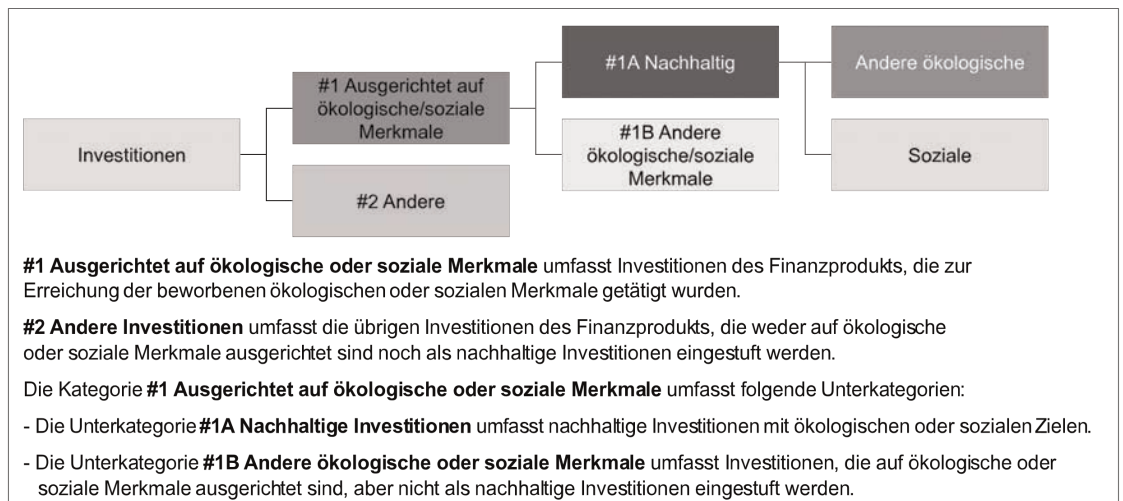 Investitionen
#1 Ausgerichtet auf
ökologische/soziale
Merkmale
#2 Andere
#1A Nachhaltig
#1B Andere
ökologische/soziale
Merkmale
Andere ökologische
Soziale
#1 Ausgerichtet auf ökologische oder soziale Merkmale umfasst Investitionen des Finanzprodukts, die zur
Erreichung der beworbenen ökologischen oder sozialen Merkmale getätigt wurden.
#2 Andere Investitionen umfasst die übrigen Investitionen des Finanzprodukts, die weder auf ökologische
oder soziale Merkmale ausgerichtet sind noch als nachhaltige Investitionen eingestuft werden.
Die Kategorie #1 Ausgerichtet auf ökologische oder soziale Merkmale umfasst folgende Unterkategorien:
- Die Unterkategorie #1A Nachhaltige Investitionen umfasst nachhaltige Investitionen mit ökologischen oder sozialen Zielen.
- Die Unterkategorie #1B Andere ökologische oder soziale Merkmale umfasst Investitionen, die auf ökologische oder
soziale Merkmale ausgerichtet sind, aber nicht als nachhaltige Investitionen eingestuft werden.